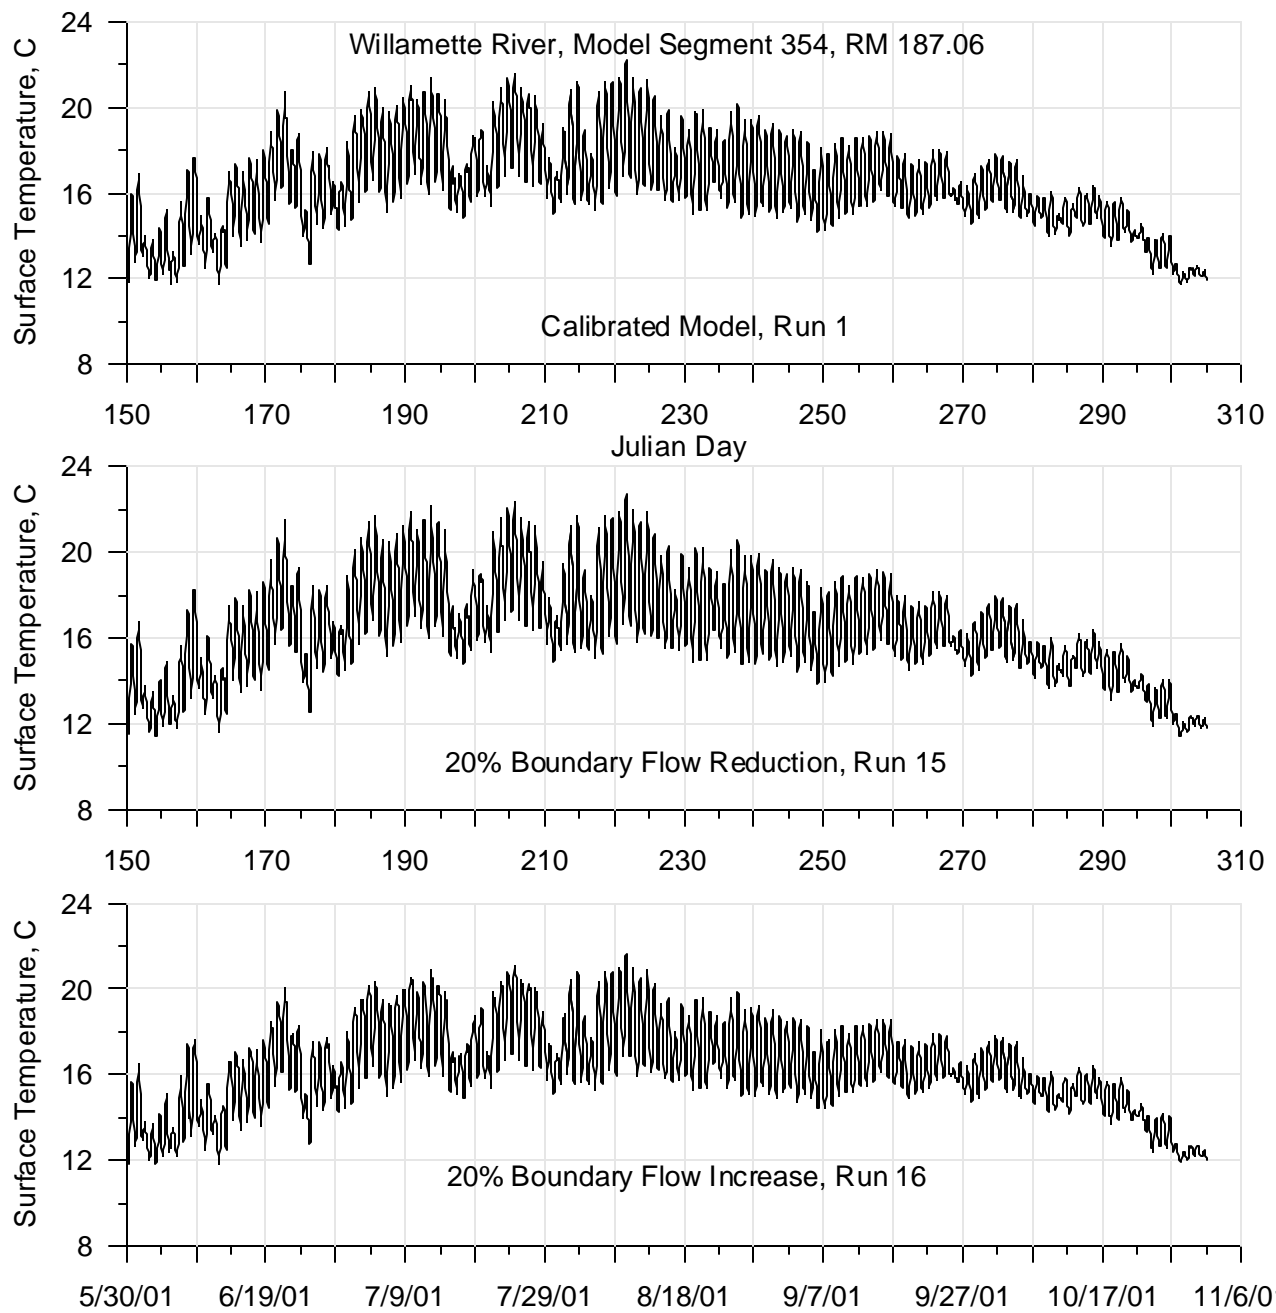 24
Willamette River, Model Segment 354, RM 187.06
20
16
12
8
Surface Temperature, C
Calibrated Model, Run 1
150 170 190 210 230 250 270 290 310
Julian Day
24
20
16
12
8
Surface Temperature, C
20% Boundary Flow Reduction, Run 15
150 170 190 210 230 250 270 290 310
24
20
16
12
8
Surface Temperature, C
20% Boundary Flow Increase, Run 16
5/30/01 6/19/01 7/9/01 7/29/01 8/18/01 9/7/01 9/27/01 10/17/01 11/6/0